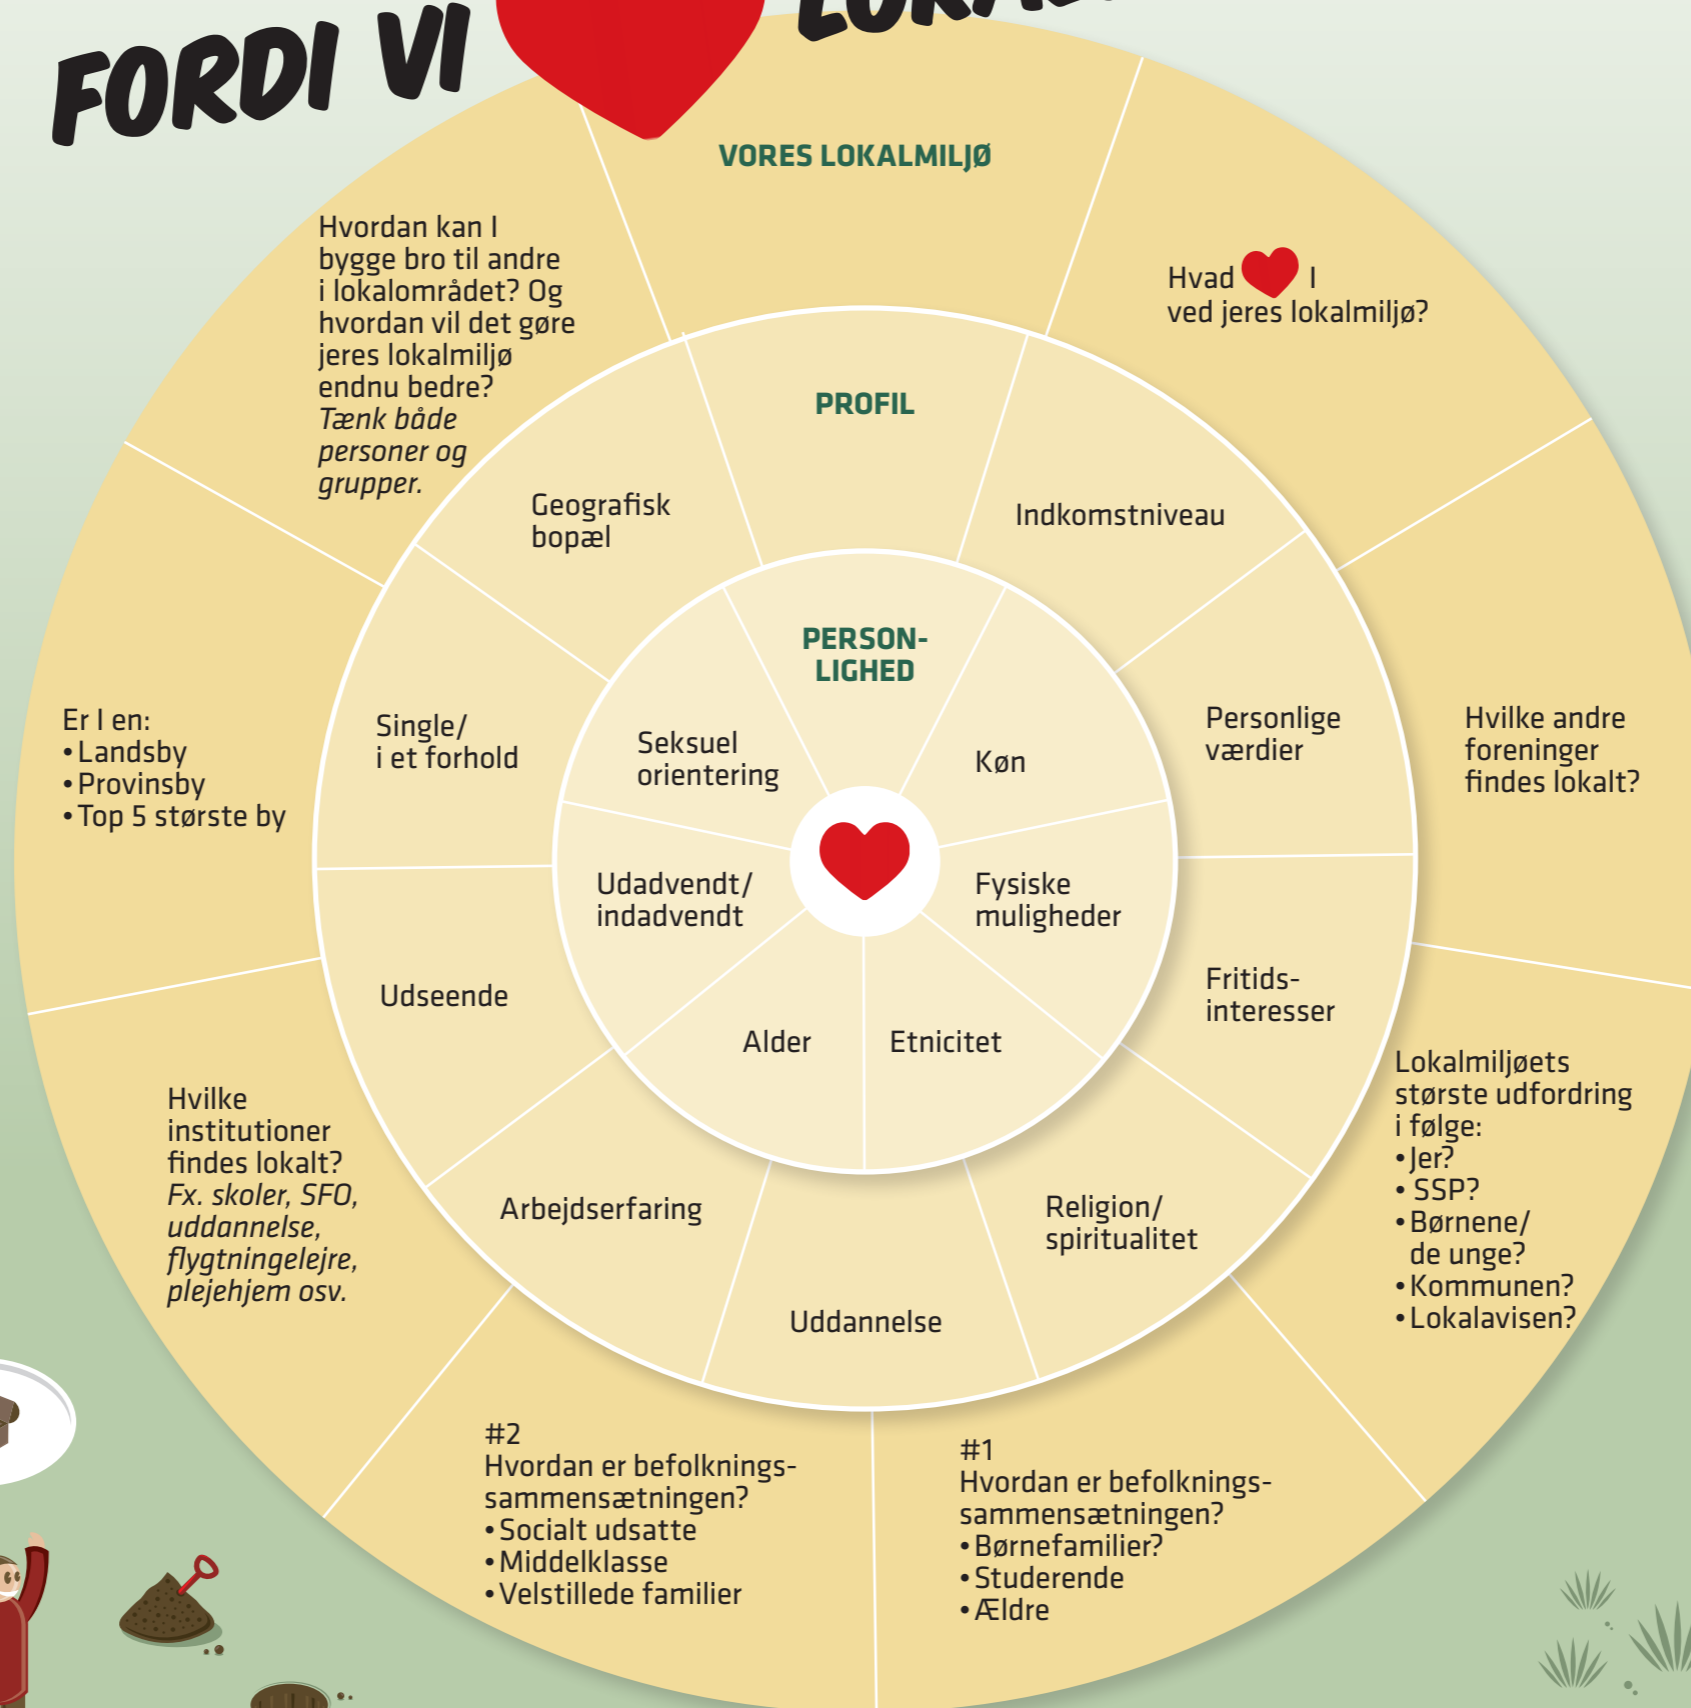 FORDI VI
VORES LOKALMILJØ
Hvad I
ved jeres lokalmiljø?
Hvilke andre
foreninger
findes lokalt?
Lokalmiljøets
største udfordring
i følge:
• Jer?
• SSP?
• Børnene/
de unge?
• Kommunen?
• Lokalavisen?
#1
Hvordan er befolknings-
sammensætningen?
• Børnefamilier?
• Studerende
• Ældre
#2
Hvordan er befolknings-
sammensætningen?
• Socialt udsatte
• Middelklasse
• Velstillede familier
Hvilke
institutioner
findes lokalt?
Fx. skoler, SFO,
uddannelse,
flygtningelejre,
plejehjem osv.
Er I en:
• Landsby
• Provinsby
• Top 5 største by
Hvordan kan I
bygge bro til andre
i lokalområdet? Og
hvordan vil det gøre
jeres lokalmiljø
endnu bedre?
Tænk både
personer og
grupper.
PROFIL
Indkomstniveau
Personlige
værdier
Fritids-
interesser
Religion/
spiritualitet
Uddannelse
Arbejdserfaring
Udseende
Single/
i et forhold
Geografisk
bopæl
PERSON-
LIGHED
Køn
Fysiske
muligheder
Etnicitet
Alder
Udadvendt/
indadvendt
Seksuel
orientering